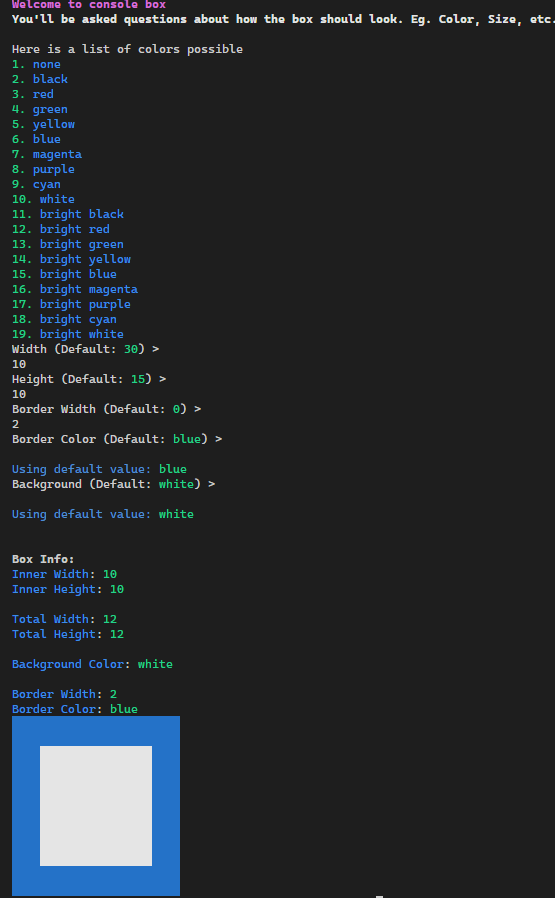 Welcome to console box
You'll be asked questions about how the box should look. Eg. Color, Size, etc.
Here is a list of colors possible
1. none
2. black
3. red
4. green
5. yellow
6. blue
7. magenta
8. purple
9. cyan
10. white
11. bright black
12. bright red
13. bright green
14. bright yellow
15. bright blue
16. bright magenta
17. bright purple
18. bright cyan
19. bright white
Width (Default: 30) >
10
Height (Default: 15) >
10
Border Width (Default: 0) >
2
Border Color (Default: blue) >
Using default value: blue
Background (Default: white) >
Using default value: white
Box Info:
Inner Width: 10
Inner Height: 10
Total Width: 12
Total Height: 12
Background Color: white
Border Width: 2
Border Color: blue